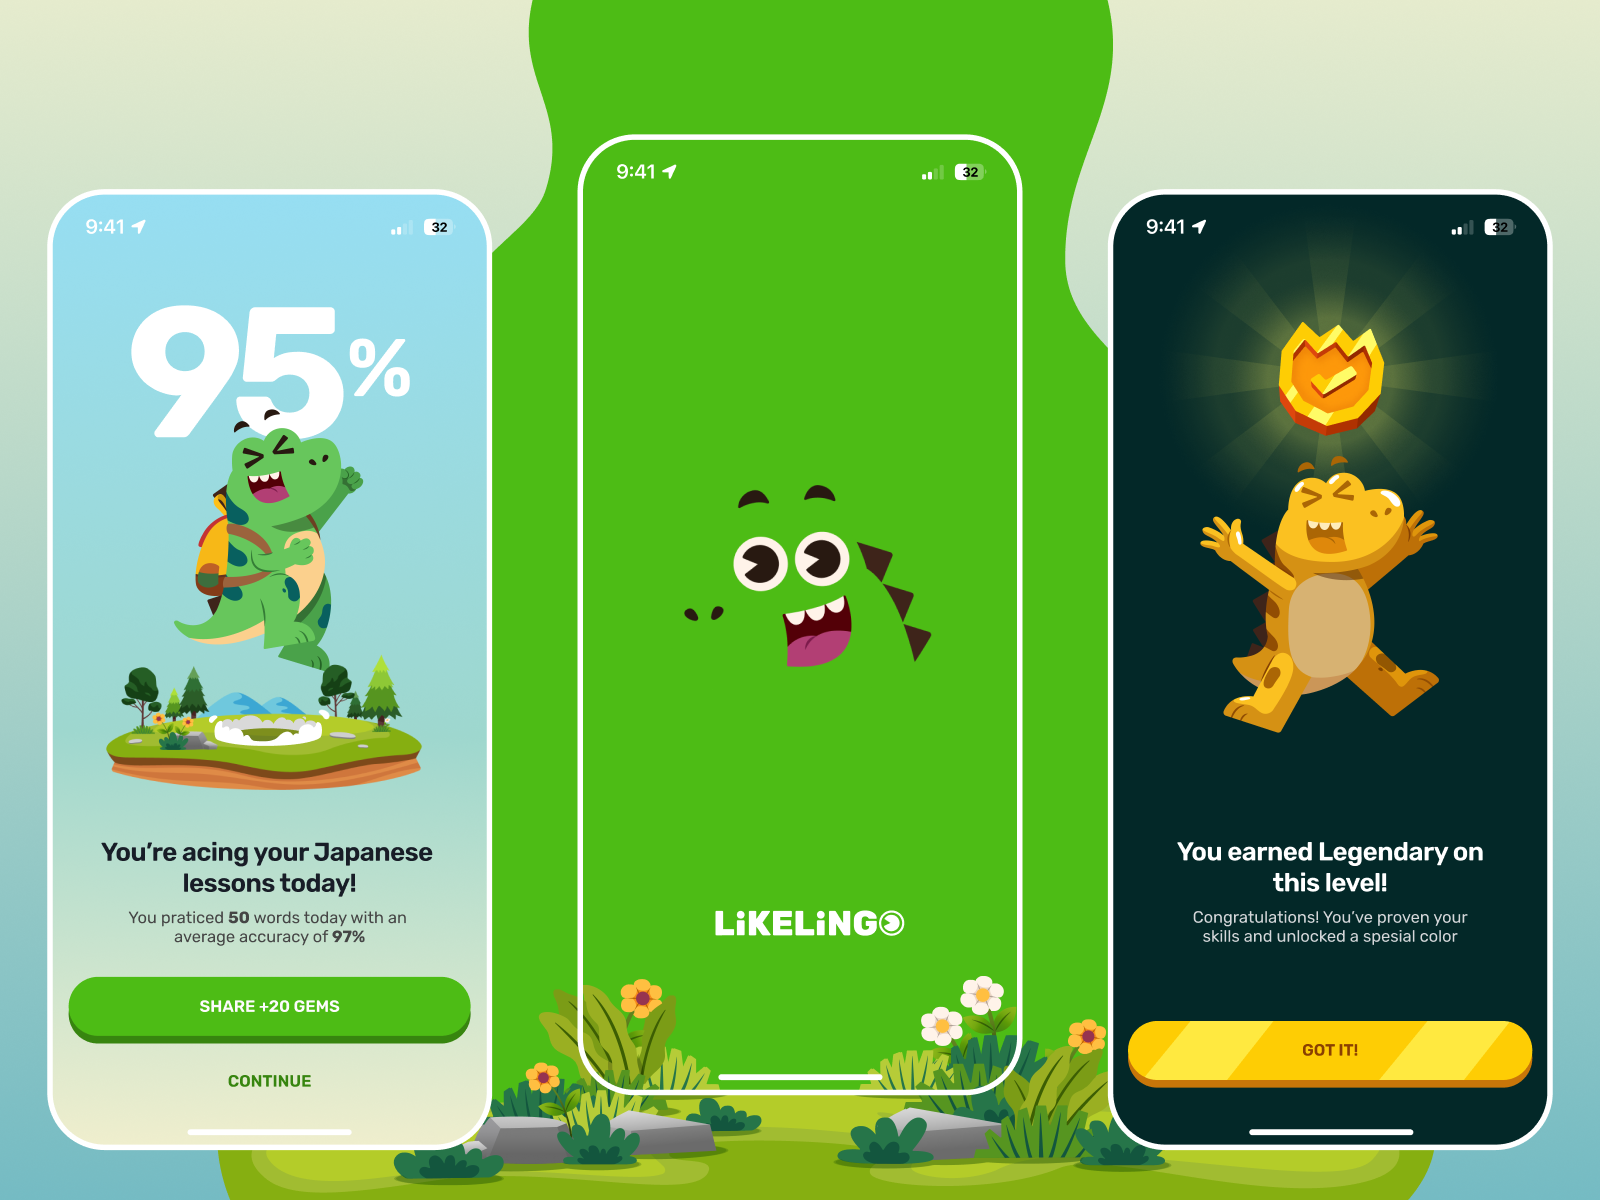 9:41
32
95%
You're acing your Japanese
lessons today!
You praticed 50 words today with an
average accuracy of 97%
SHARE +20 GEMS
CONTINUE
9:41
32
LiKELiNGO
9:41
32
You earned Legendary on
this level!
Congratulations! You've proven your
skills and unlocked a spesial color
GOT IT!